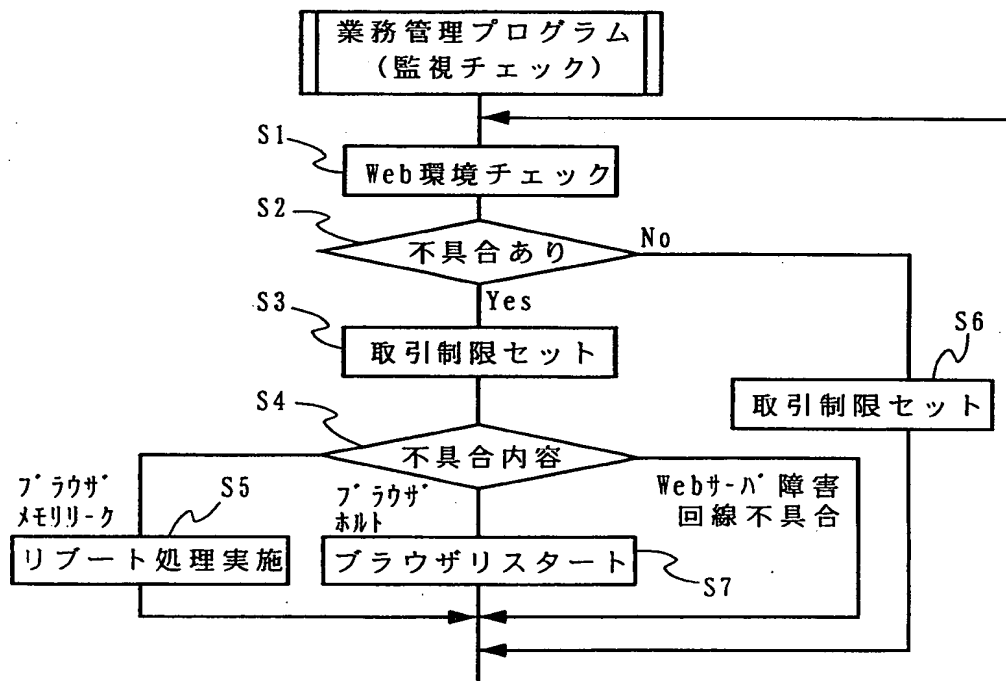 業務管理プログラム
(監視チェック)
S1
Web環境チェック
S2
不具合あり
No
Yes
S3
取引制限セット
S6
取引制限セット
S4
不具合内容
ブラウザ
メモリリーク
S5
ブラウザ
ホルト
Webサーバ障害
回線不具合
リブート処理実施
ブラウザリスタート
S7